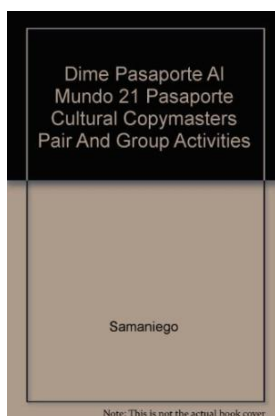 Dime Pasaporte Al
Mundo 21 Pasaporte
Cultural Copymasters
Pair And Group Activities
Samaniego
Note: This is not the actual book cover